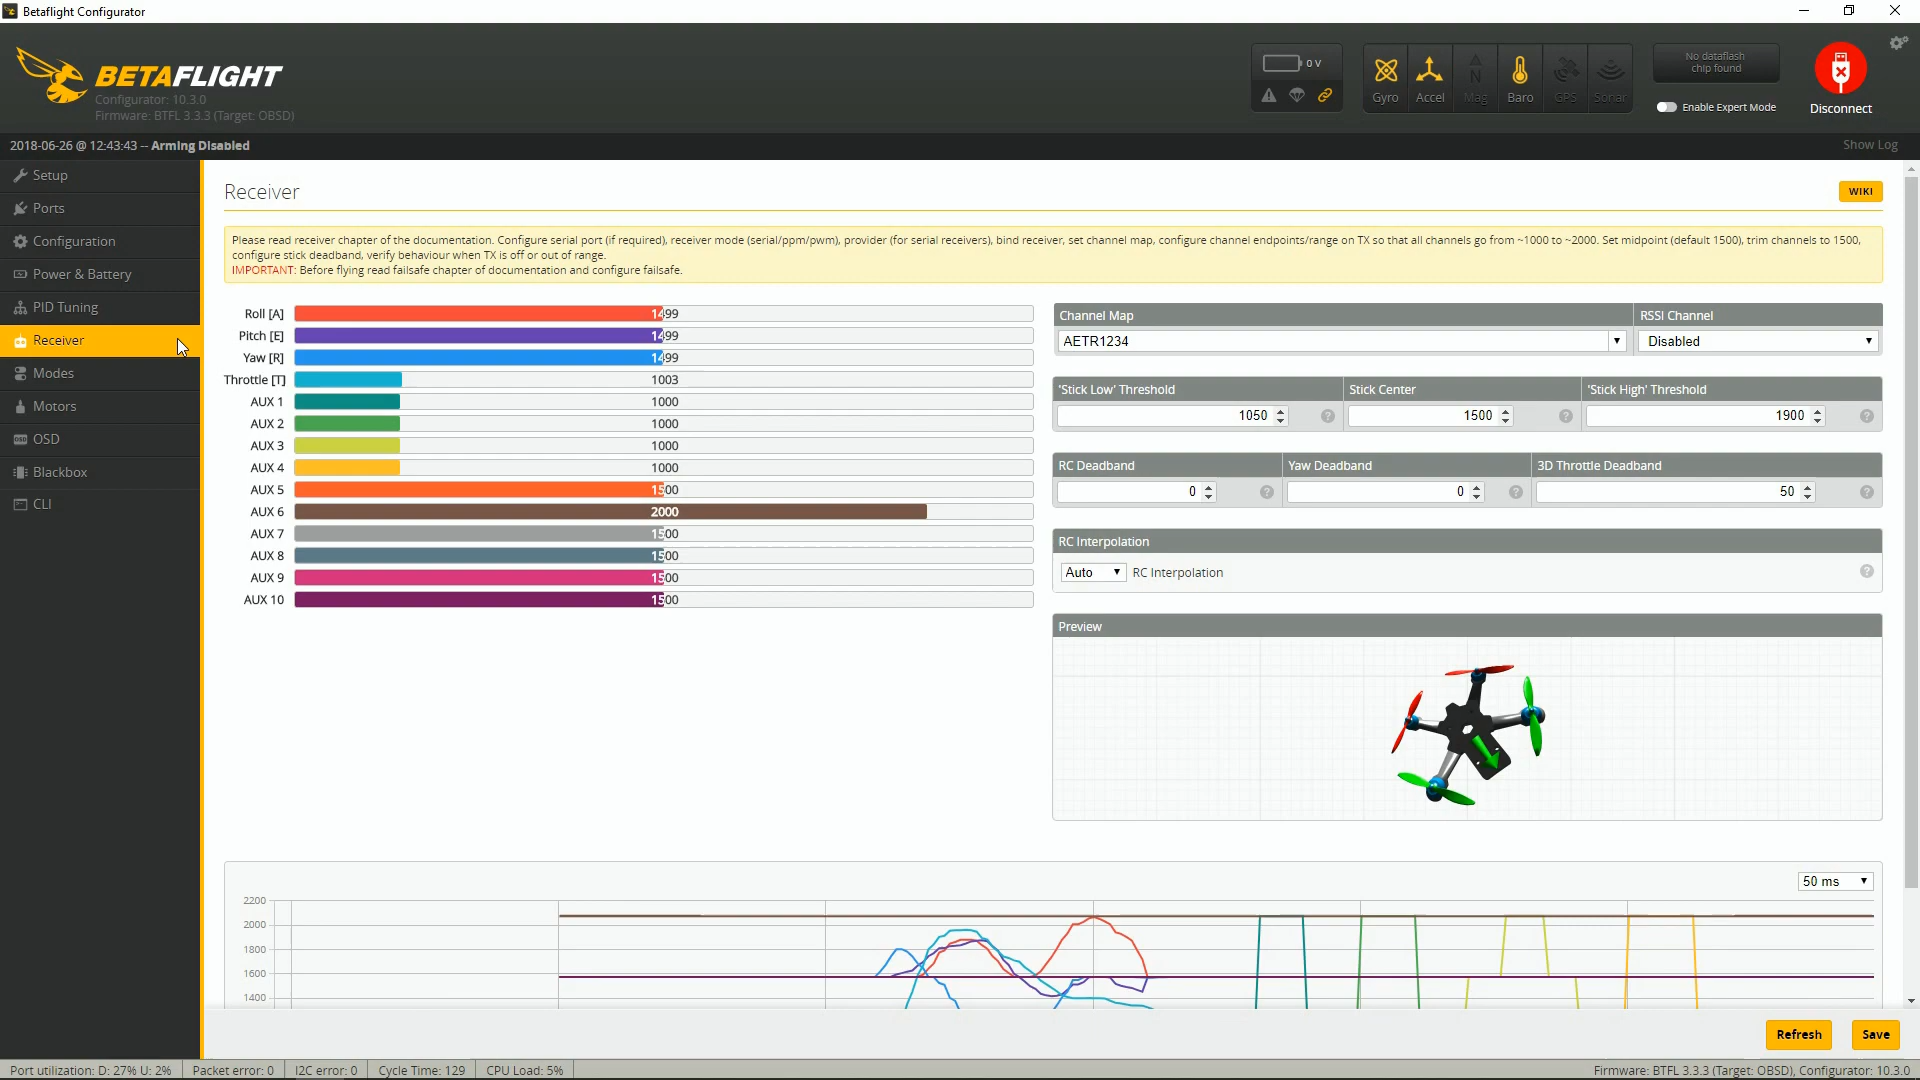 Betaflight Configurator
BETAFLIGHT
Configurator: 10.3.0
Firmware: BTFL 3.3.3 (Target: OBSD)
0 V
Gyro
Accel
Mag
Baro
GPS
Sonar
No dataflash
chip found
Enable Expert Mode
Disconnect
2018-06-26 @ 12:43:43 -- Arming Disabled
Show Log
Setup
Ports
Configuration
Power & Battery
PID Tuning
Receiver
Modes
Motors
OSD
Blackbox
CLI
Receiver
WIKI
Please read receiver chapter of the documentation. Configure serial port (if required), receiver mode (serial/ppm/pwm), provider (for serial receivers), bind receiver, set channel map, configure channel endpoints/range on TX so that all channels go from ~1000 to ~2000. Set midpoint (default 1500), trim channels to 1500,
configure stick deadband, verify behaviour when TX is off or out of range.
IMPORTANT: Before flying read failsafe chapter of documentation and configure failsafe.
Roll [A] 1499
Pitch [E] 1499
Yaw [R] 1499
Throttle [T] 1003
AUX 1 1000
AUX 2 1000
AUX 3 1000
AUX 4 1000
AUX 5 1500
AUX 6 2000
AUX 7 1500
AUX 8 1500
AUX 9 1500
AUX 10 1500
Channel Map
RSSI Channel
AETR1234
Disabled
'Stick Low' Threshold
Stick Center
'Stick High' Threshold
1050
1500
1900
RC Deadband
Yaw Deadband
3D Throttle Deadband
0
0
50
RC Interpolation
Auto RC Interpolation
Preview
50 ms
2200
2000
1800
1600
1400
Refresh
Save
Port utilization: D: 27% U: 2%
Packet error: 0
I2C error: 0
Cycle Time: 129
CPU Load: 5%
Firmware: BTFL 3.3.3 (Target: OBSD), Configurator: 10.3.0